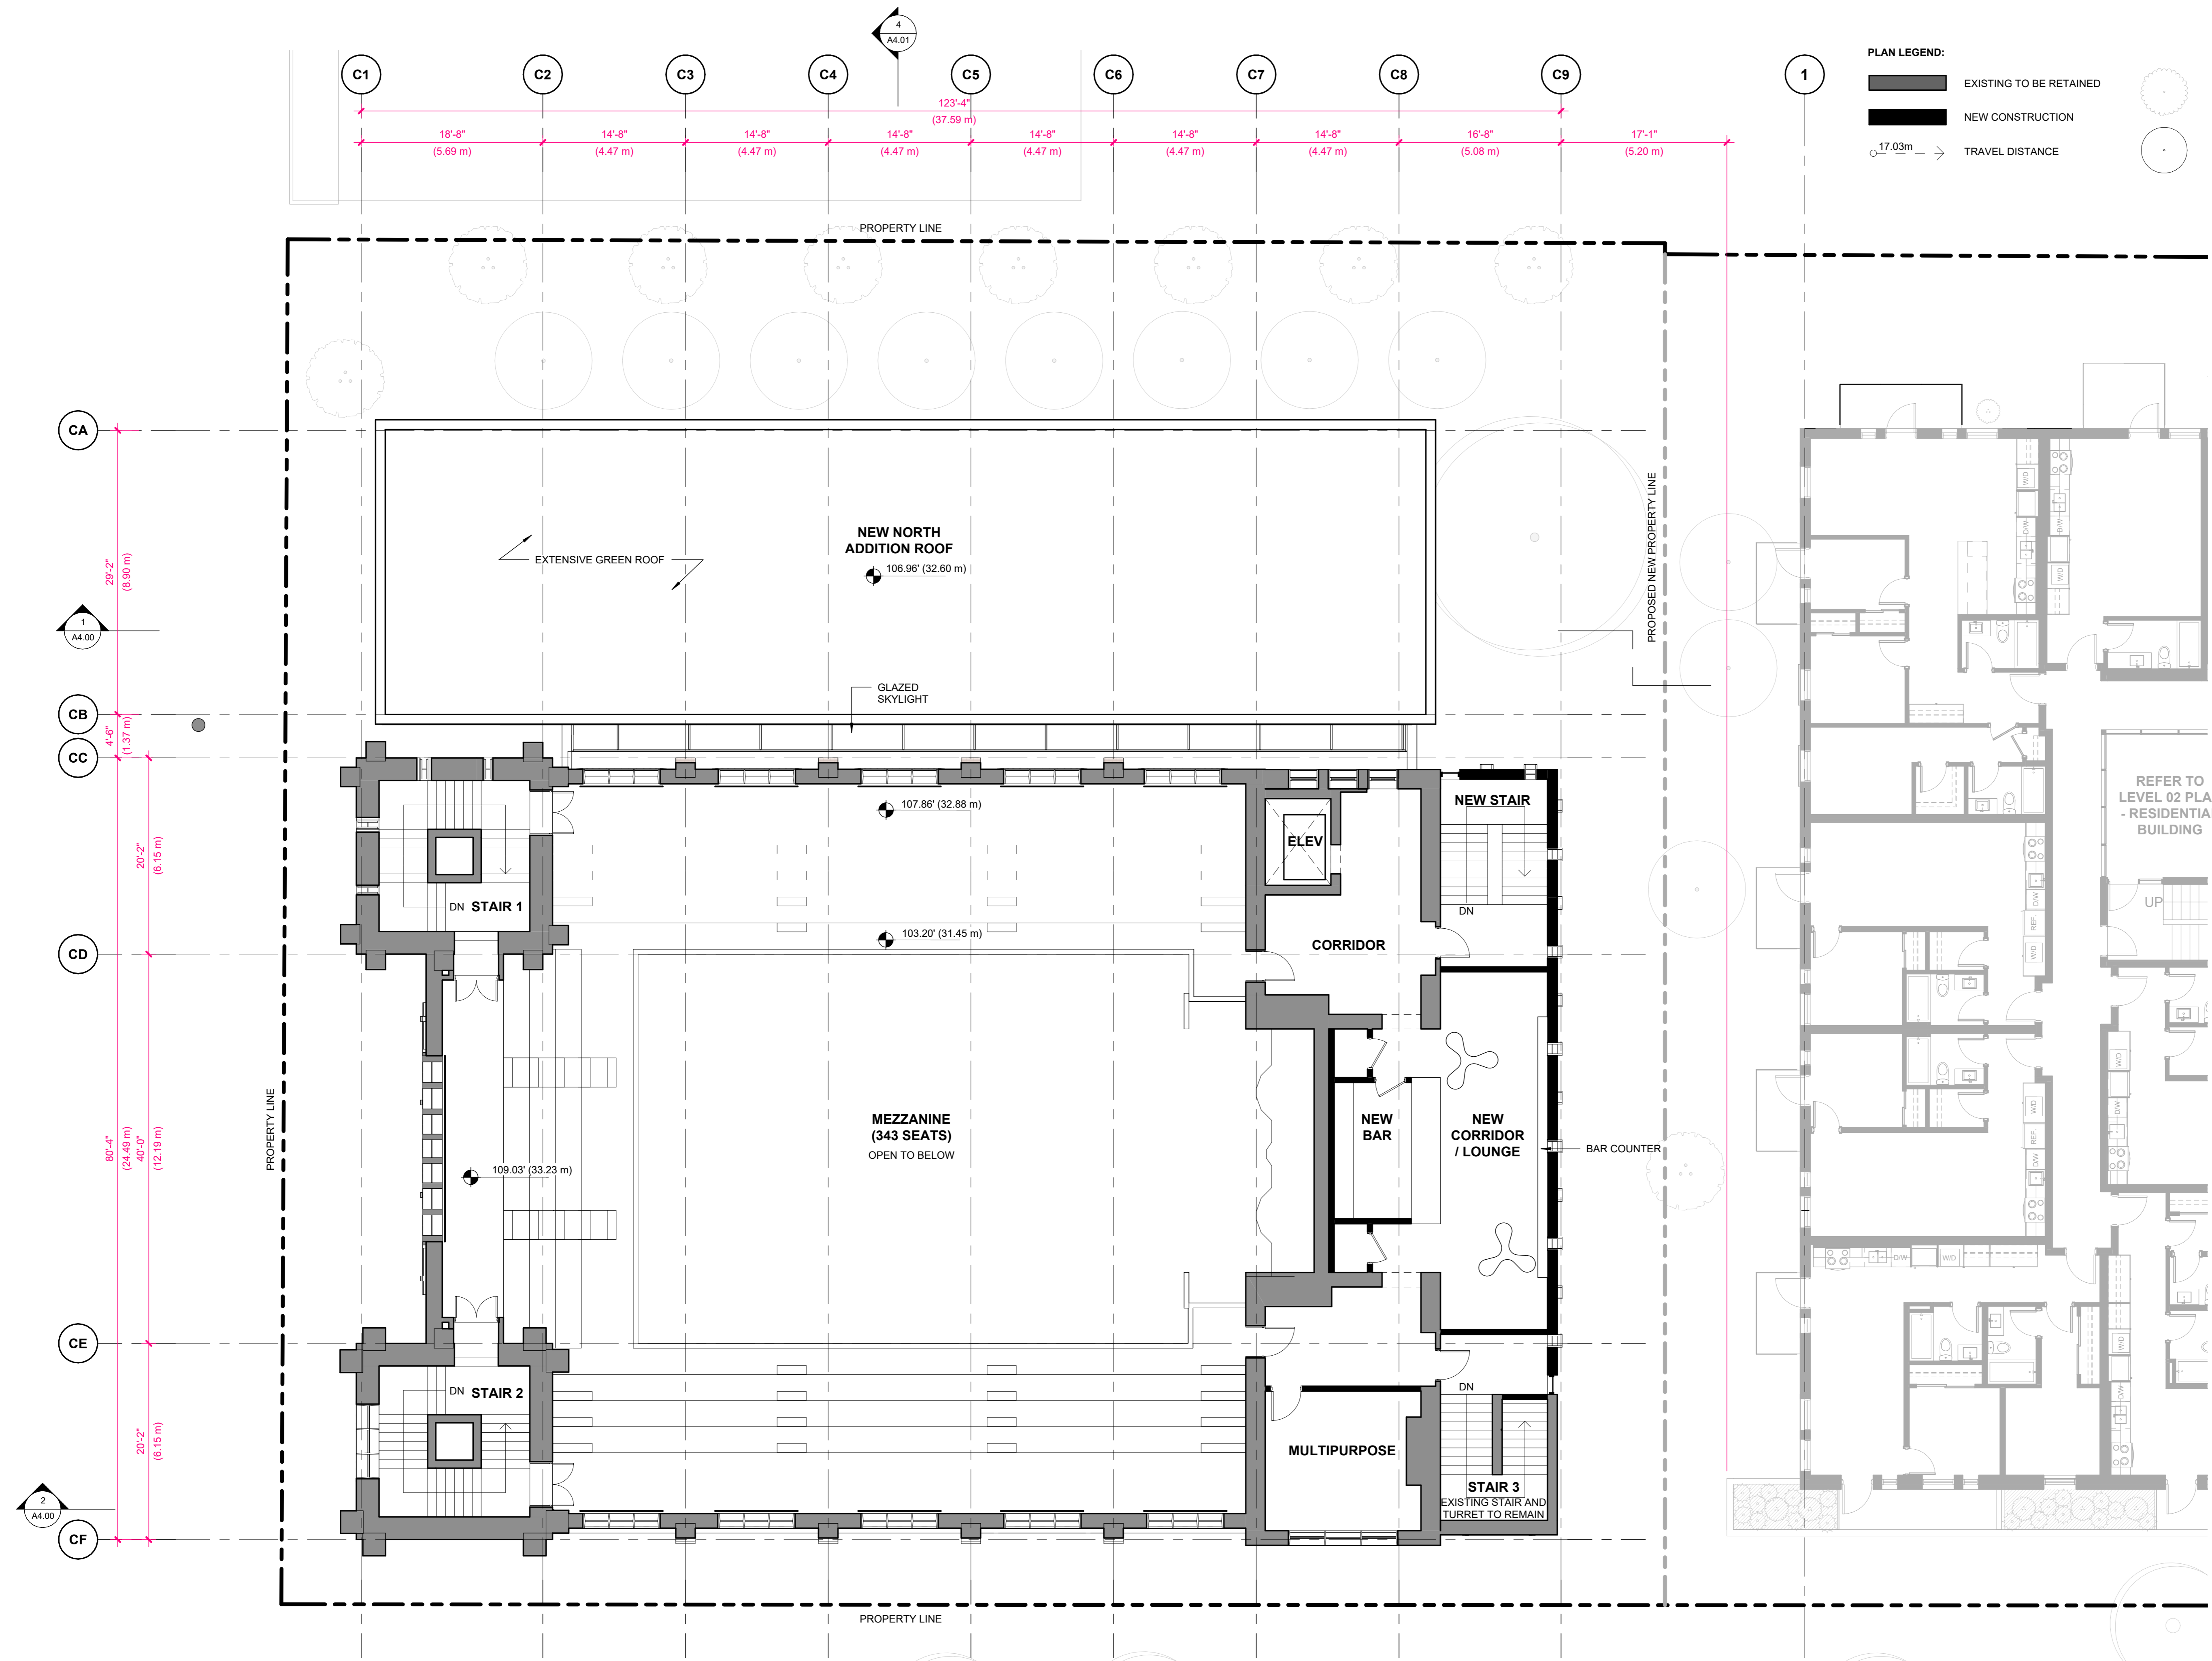 4
A4.01
C1
C2
C3
C4
C5
C6
C7
C8
C9
1
PLAN LEGEND:
EXISTING TO BE RETAINED
NEW CONSTRUCTION
17.03m
TRAVEL DISTANCE
123'-4"
(37.59 m)
18'-8"
14'-8"
14'-8"
14'-8"
14'-8"
14'-8"
14'-8"
16'-8"
17'-1"
(5.69 m)
(4.47 m)
(4.47 m)
(4.47 m)
(4.47 m)
(4.47 m)
(4.47 m)
(5.08 m)
(5.20 m)
PROPERTY LINE
CA
29'-2"
(8.90 m)
1
A4.00
CB
4'-6"
(1.37 m)
CC
20'-2"
(6.15 m)
CD
80'-4"
(24.49 m)
40'-0"
(12.19 m)
CE
20'-2"
(6.15 m)
2
A4.00
CF
PROPERTY LINE
NEW NORTH
ADDITION ROOF
106.96' (32.60 m)
EXTENSIVE GREEN ROOF
GLAZED
SKYLIGHT
PROPOSED NEW PROPERTY LINE
107.86' (32.88 m)
103.20' (31.45 m)
DN STAIR 1
ELEV
NEW STAIR
DN
CORRIDOR
MEZZANINE
(343 SEATS)
OPEN TO BELOW
109.03' (33.23 m)
NEW
BAR
NEW
CORRIDOR
/ LOUNGE
BAR COUNTER
DN STAIR 2
MULTIPURPOSE
DN
STAIR 3
EXISTING STAIR AND
TURRET TO REMAIN
PROPERTY LINE
W/D
D/W
D/W
W/D
REFER TO
LEVEL 02 PLA
- RESIDENTIA
BUILDING
UP
D/W
REF
W/D
W/D
REF
D/W
W/D
D/W
D/W
W/D
W/D
D/W